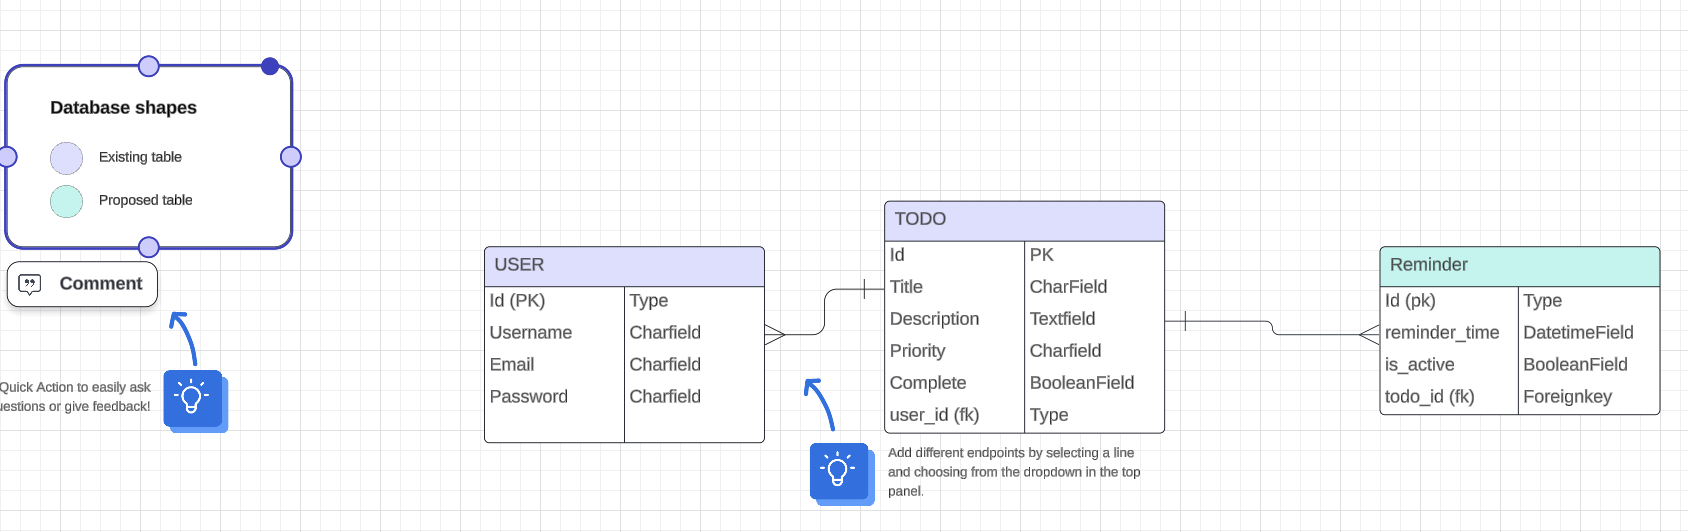 Database shapes
Existing table
Proposed table
Comment
Quick Action to easily ask
uestions or give feedback!
USER
Id (PK) Type
Username Charfield
Email Charfield
Password Charfield
TODO
Id PK
Title CharField
Description Textfield
Priority Charfield
Complete BooleanField
user_id (fk) Type
Add different endpoints by selecting a line
and choosing from the dropdown in the top
panel.
Reminder
Id (pk) Type
reminder_time DatetimeField
is_active BooleanField
todo_id (fk) Foreignkey